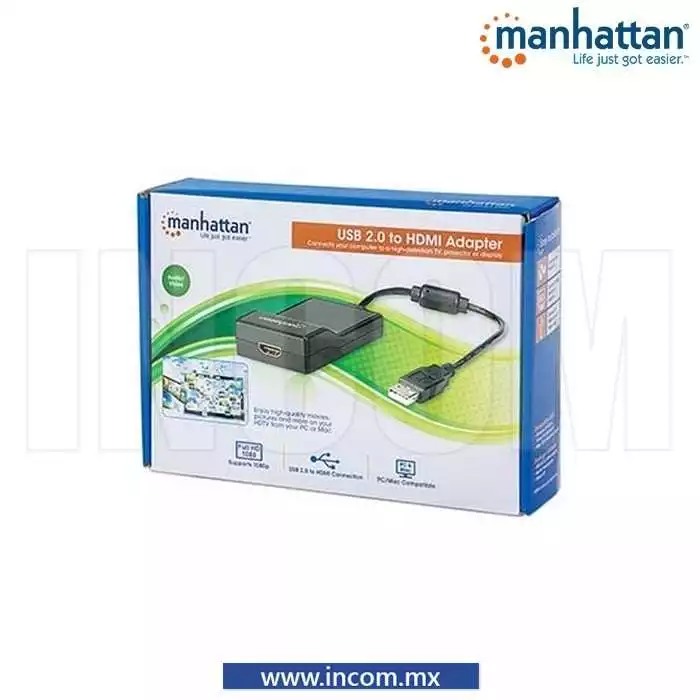 manhattan®
Life just got easier.™
manhattan®
Life just got easier.™
USB 2.0 to HDMI Adapter
Connects your computer to a high-definition TV, projector or display
Audio/
Video
Enjoy high-quality movies,
pictures and more on your
HDTV from your PC or Mac
Full HD
1080
Supports 1080p
USB 2.0 to HDMI Connection
PC/Mac Compatible
INCOM
www.incom.mx